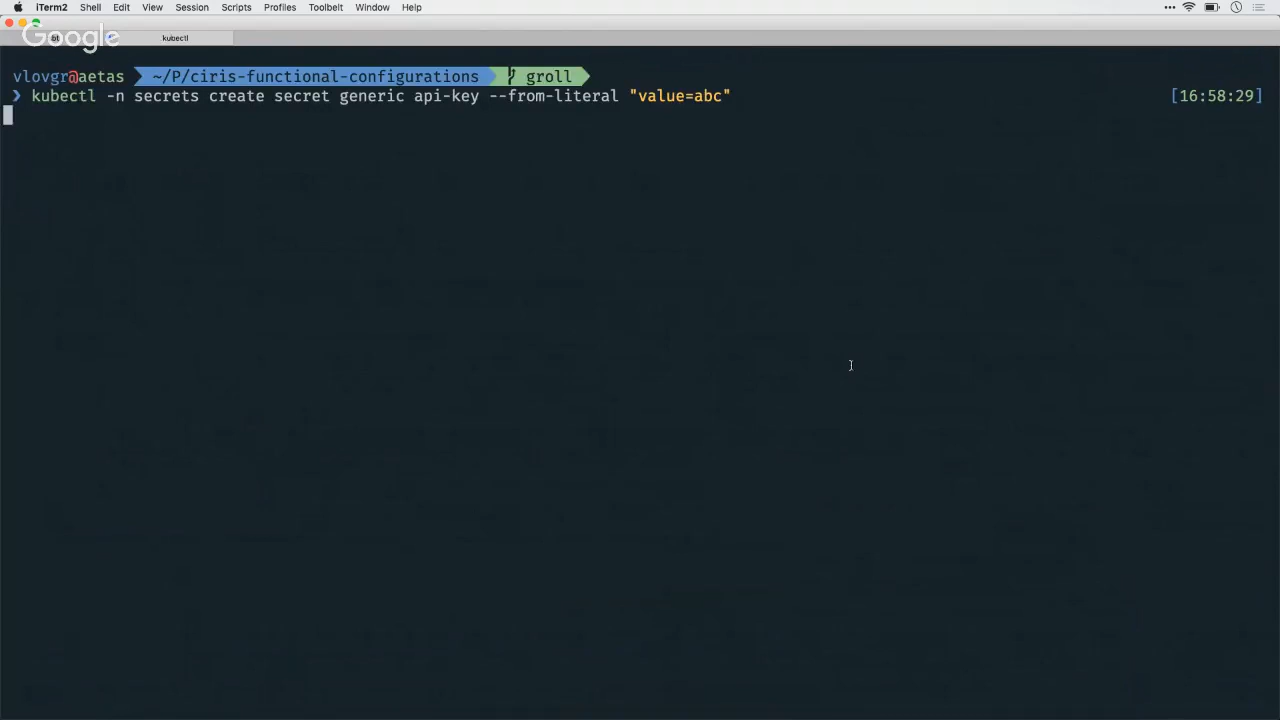 iTerm2 Shell Edit View Session Scripts Profiles Toolbelt Window Help
Google
kubectl
vlovgr@aetas ~/P/ciris-functional-configurations groll
❯ kubectl -n secrets create secret generic api-key --from-literal "value=abc" [16:58:29]